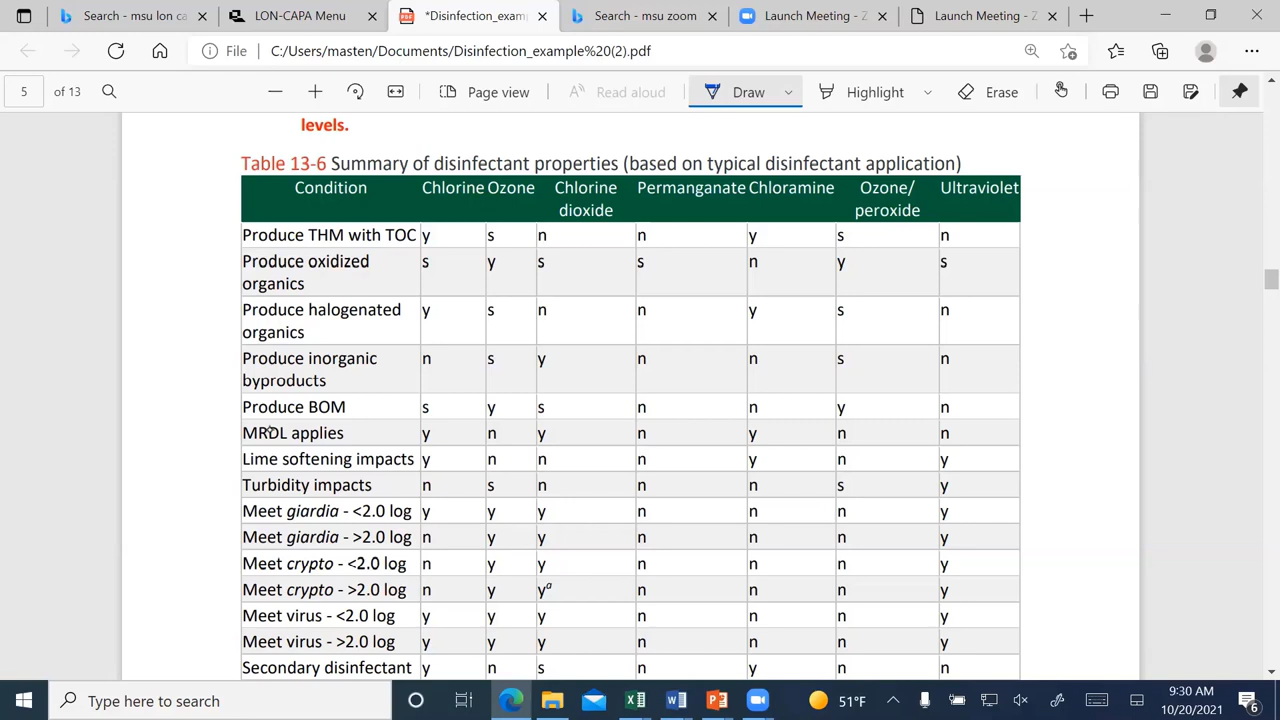 Search - msu lon ca
LON-CAPA Menu
*Disinfection_exam
Search - msu zoom
Launch Meeting - Z
Launch Meeting - Z
File
C:/Users/masten/Documents/Disinfection_example%20(2).pdf
5 of 13
Page view
Read aloud
Draw
Highlight
Erase
levels.
Table 13-6 Summary of disinfectant properties (based on typical disinfectant application)
Condition Chlorine Ozone Chlorine dioxide Permanganate Chloramine Ozone/ peroxide Ultraviolet
Produce THM with TOC y s n n y s n
Produce oxidized organics s y s s n y s
Produce halogenated organics y s n n y s n
Produce inorganic byproducts n s y n n s n
Produce BOM s y s n n y n
MRDL applies y n y n y n n
Lime softening impacts y n n n y n y
Turbidity impacts n s n n n s y
Meet giardia - <2.0 log y y y n n n y
Meet giardia - >2.0 log n y y n n n y
Meet crypto - <2.0 log n y y n n n y
Meet crypto - >2.0 log n y yᵃ n n n y
Meet virus - <2.0 log y y y n n n y
Meet virus - >2.0 log y y y n n n y
Secondary disinfectant y n s n y n n
Type here to search
51°F
9:30 AM
10/20/2021
6